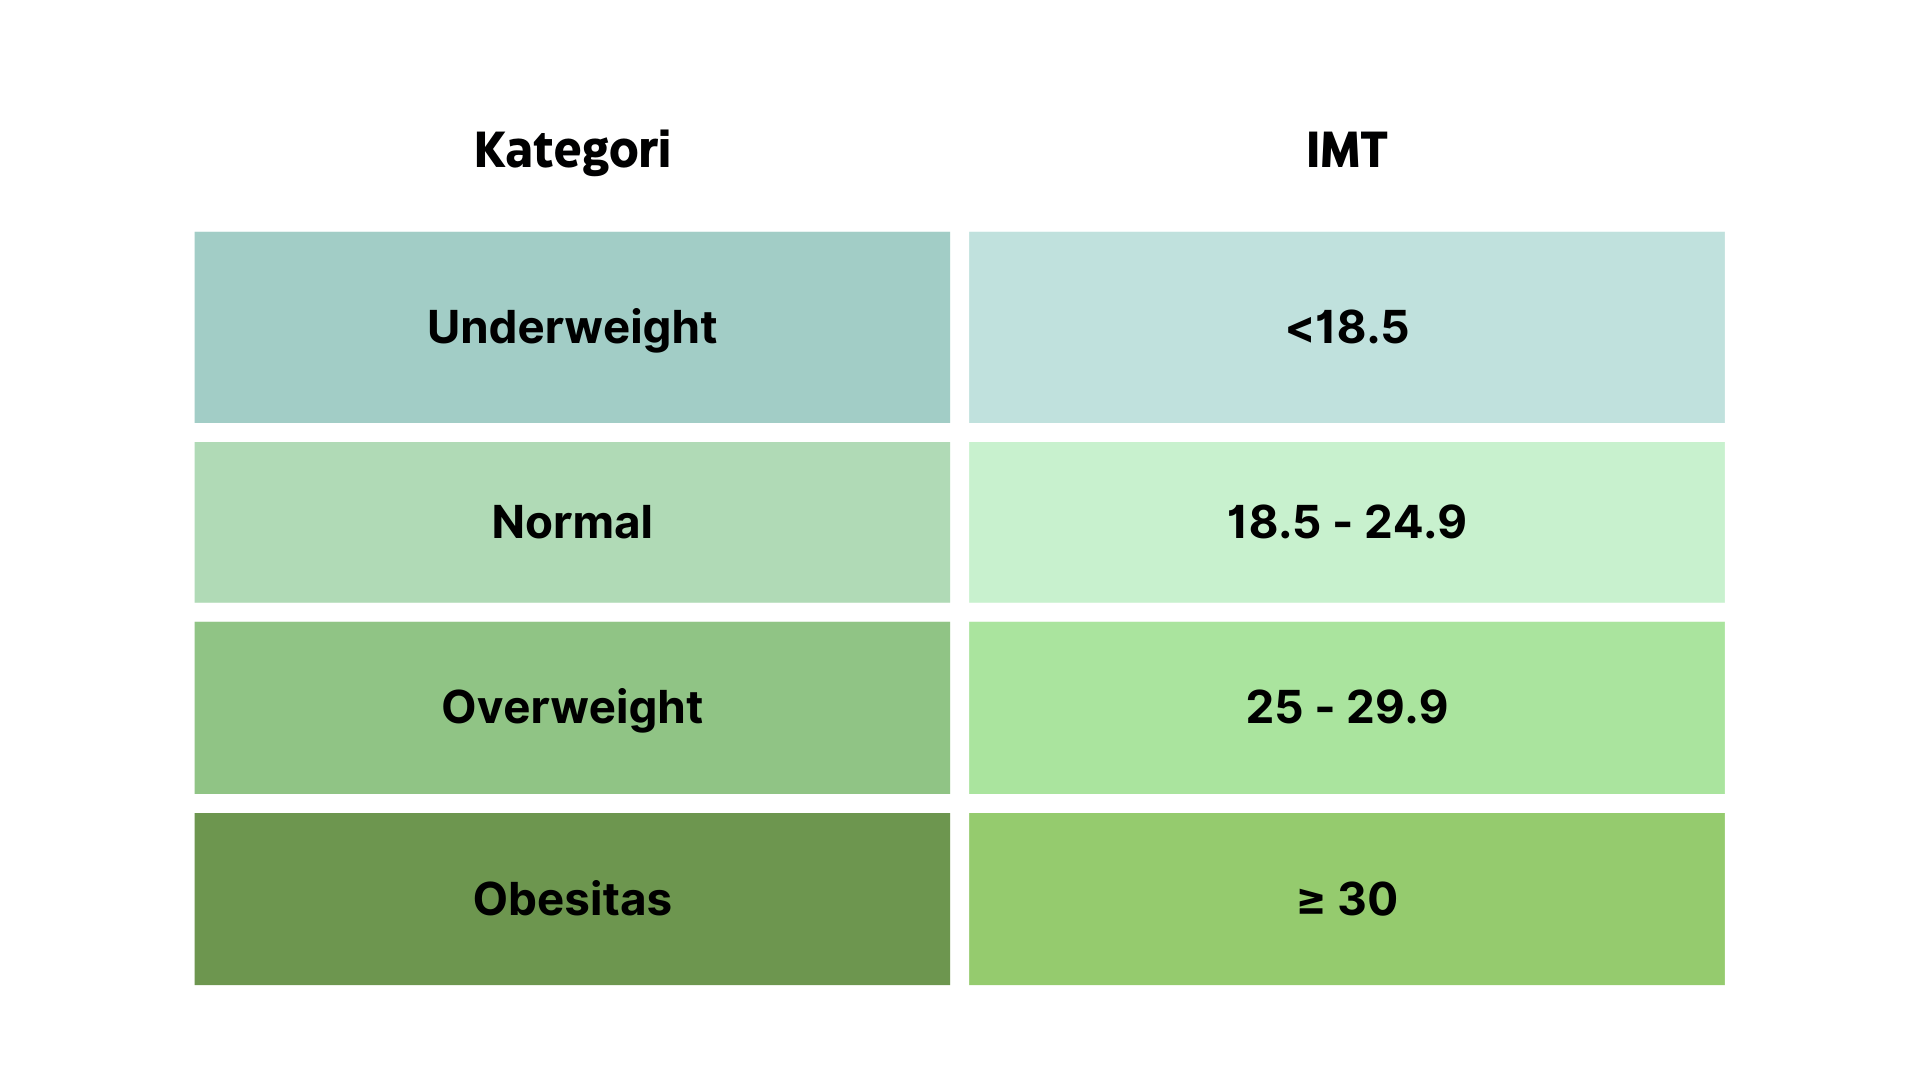 Kategori IMT
Underweight <18.5
Normal 18.5 - 24.9
Overweight 25 - 29.9
Obesitas ≥ 30